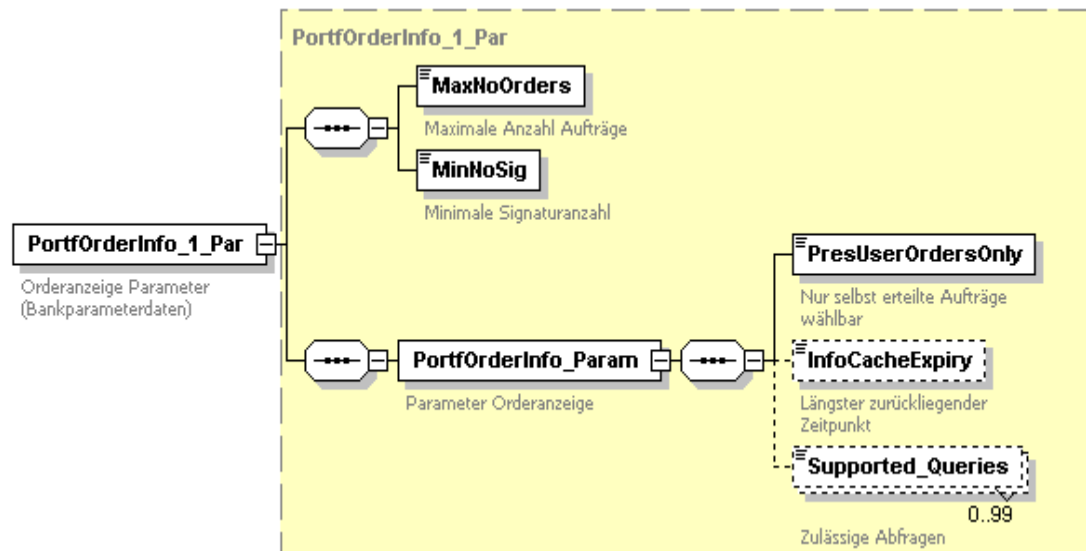 PortfOrderInfo_1_Par
MaxNoOrders
Maximale Anzahl Aufträge
MinNoSig
Minimale Signaturanzahl
PortfOrderInfo_1_Par
Orderanzeige Parameter
(Bankparameterdaten)
PortfOrderInfo_Param
Parameter Orderanzeige
PresUserOrdersOnly
Nur selbst erteilte Aufträge
wählbar
InfoCacheExpiry
Längster zurückliegender
Zeitpunkt
Supported_Queries
0..99
Zulässige Abfragen